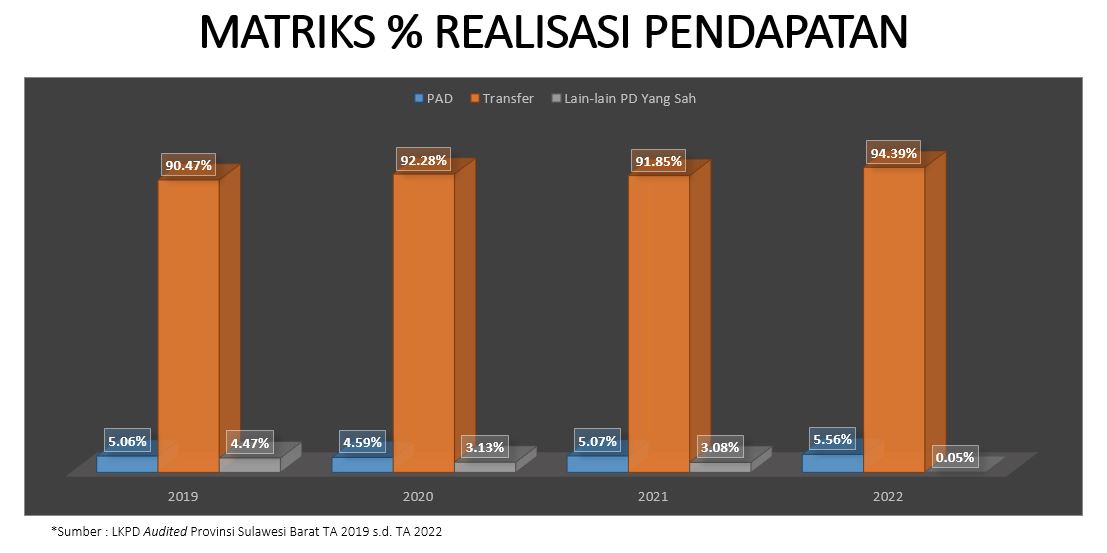 MATRIKS % REALISASI PENDAPATAN
PAD Transfer Lain-lain PD Yang Sah
90.47% 92.28% 91.85% 94.39%
5.06% 4.47% 4.59% 3.13% 5.07% 3.08% 5.56% 0.05%
2019 2020 2021 2022
*Sumber : LKPD Audited Provinsi Sulawesi Barat TA 2019 s.d. TA 2022